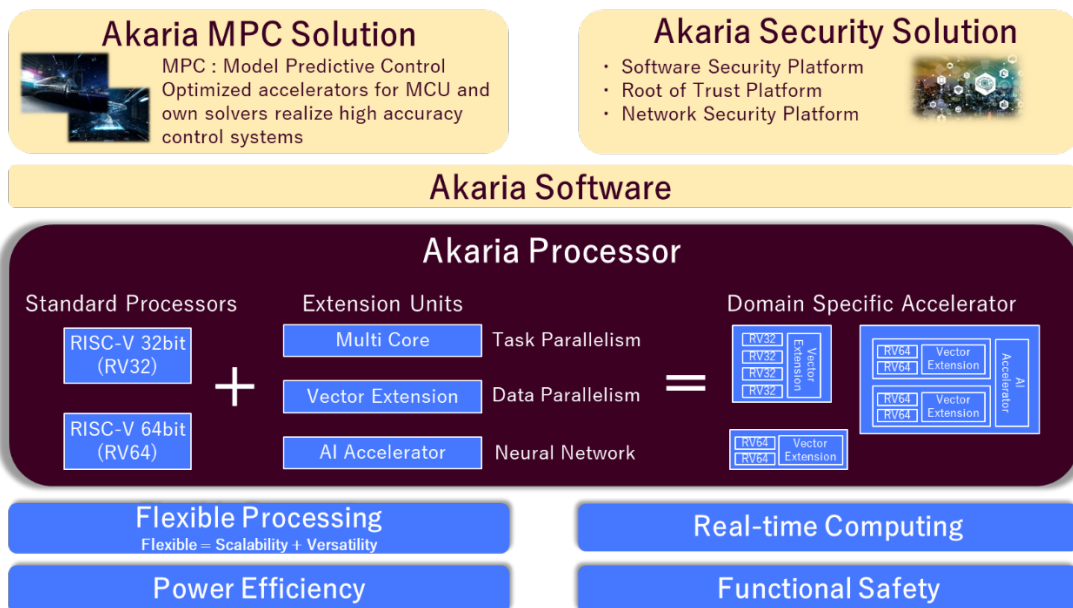 Akaria MPC Solution
MPC : Model Predictive Control
Optimized accelerators for MCU and
own solvers realize high accuracy
control systems
Akaria Security Solution
・ Software Security Platform
・ Root of Trust Platform
・ Network Security Platform
Akaria Software
Akaria Processor
Standard Processors
RISC-V 32bit
(RV32)
RISC-V 64bit
(RV64)
+
Extension Units
Multi Core
Task Parallelism
Vector Extension
Data Parallelism
AI Accelerator
Neural Network
=
Domain Specific Accelerator
RV32
RV32
RV32
RV32
Vector
Extension
RV64
RV64
Vector
Extension
RV64
RV64
Vector
Extension
AI
Accelerator
RV64
RV64
Vector
Extension
Flexible Processing
Flexible = Scalability + Versatility
Real-time Computing
Power Efficiency
Functional Safety